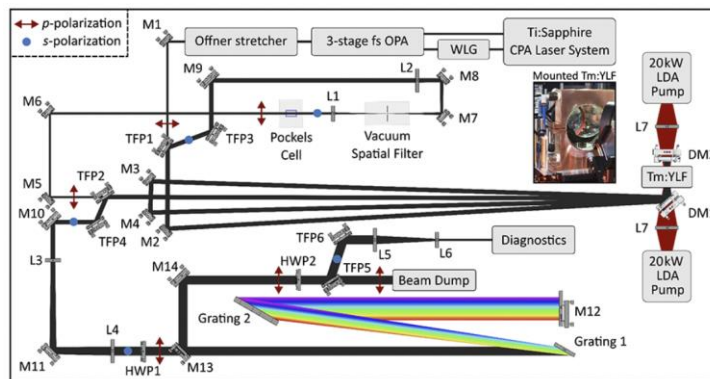 p-polarization
s-polarization
M1
Offner stretcher
3-stage fs OPA
WLG
Ti:Sapphire
CPA Laser System
M9
L2
M8
Mounted Tm:YLF
20kW
LDA
Pump
M6
TFP1
TFP3
Pockels
Cell
L1
Vacuum
Spatial Filter
M7
L7
Tm:YLF
M5
TFP2
M3
M10
TFP4
M4
M2
L7
L3
M14
TFP6
HWP2
L5
L6
TFP5
Diagnostics
Beam Dump
20kW
LDA
Pump
Grating 2
M12
L4
M11
HWP1
M13
Grating 1